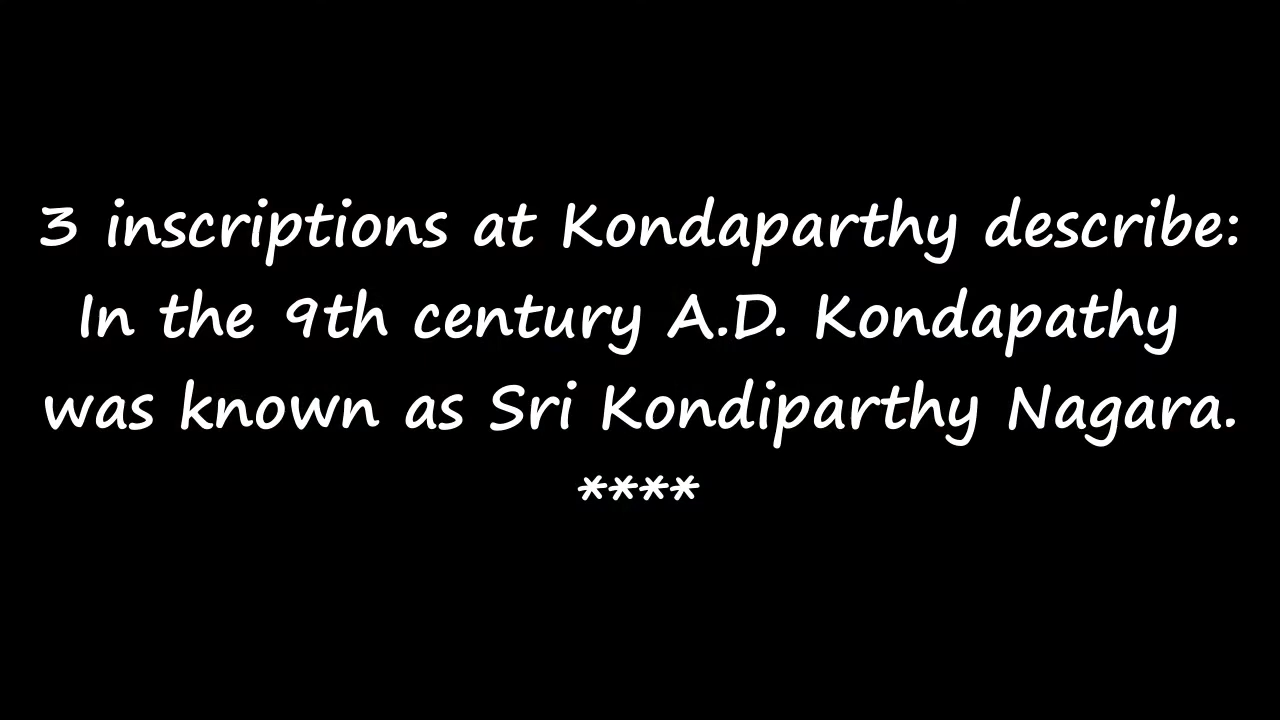 3 inscriptions at Kondaparthy describe:
In the 9th century A.D. Kondapathy
was known as Sri Kondiparthy Nagara.
****